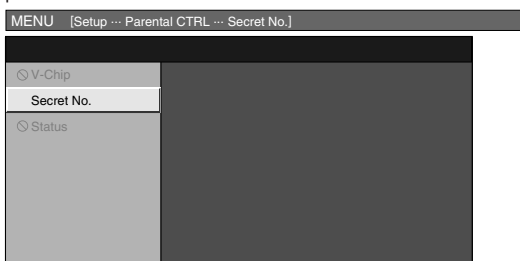 MENU [Setup ··· Parental CTRL ··· Secret No.]
V-Chip
Secret No.
Status